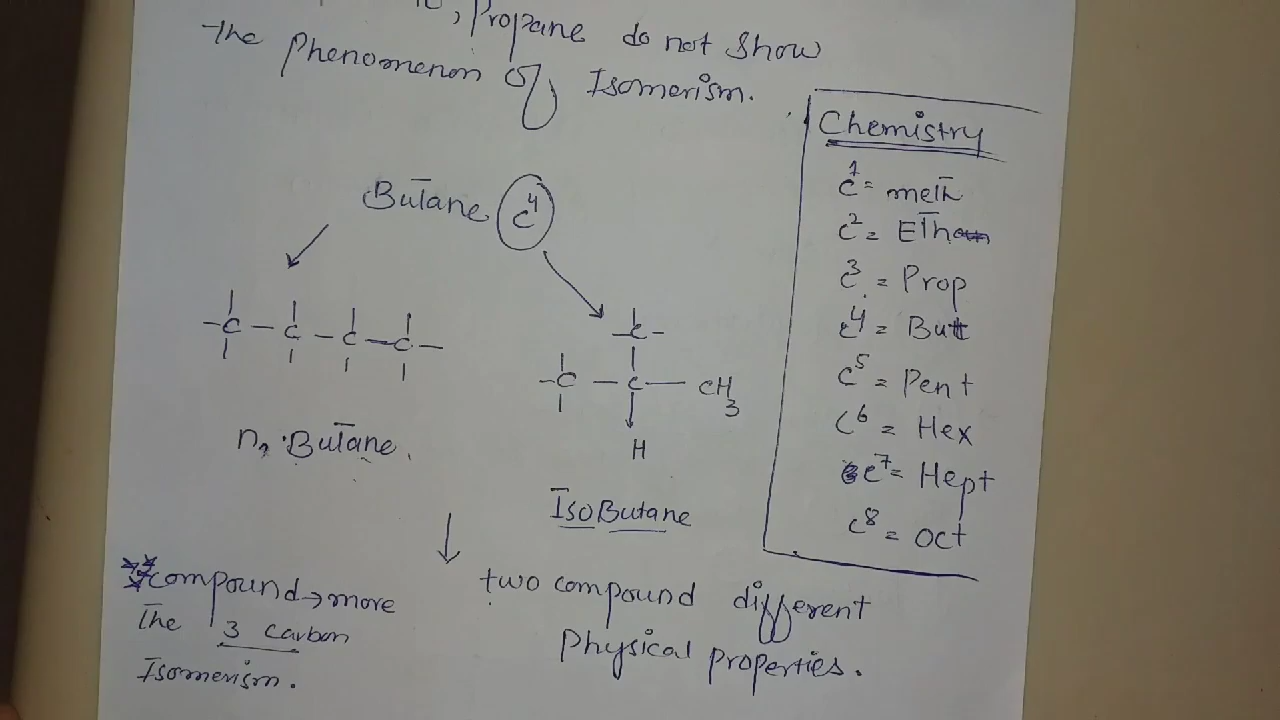 , Propane do not show
The Phenomenon of Isomerism.
Butane C4
-C-C-C-C-
n, Butane.
-C-
-C-C-CH3
H
IsoButane
compound → more
The 3 carbon
Isomerism.
two compound different
Physical properties.
Chemistry
C1 = meth
C2 = Eth
C3 = Prop
C4 = But
C5 = Pent
C6 = Hex
C7 = Hept
C8 = Oct